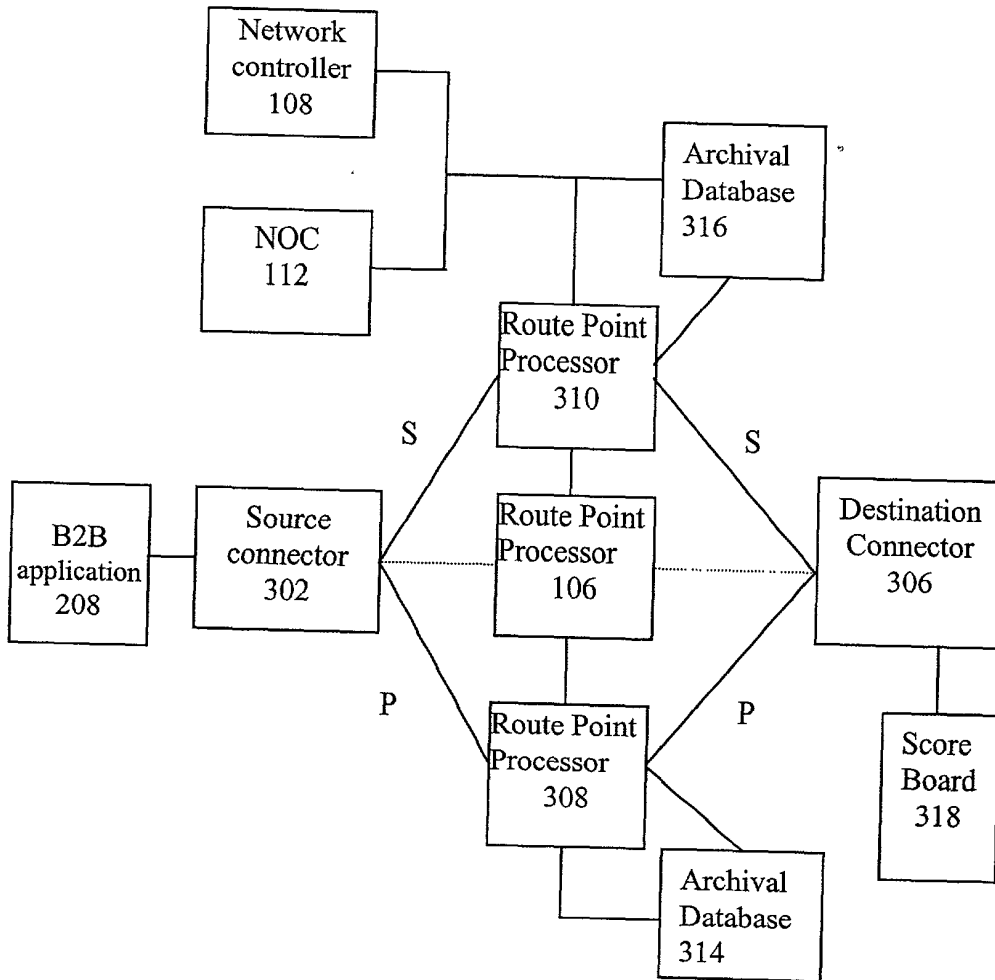 Network
controller
108
Archival
Database
316
NOC
112
Route Point
Processor
310
S
S
B2B
application
208
Source
connector
302
Route Point
Processor
106
Destination
Connector
306
P
P
Route Point
Processor
308
Score
Board
318
Archival
Database
314